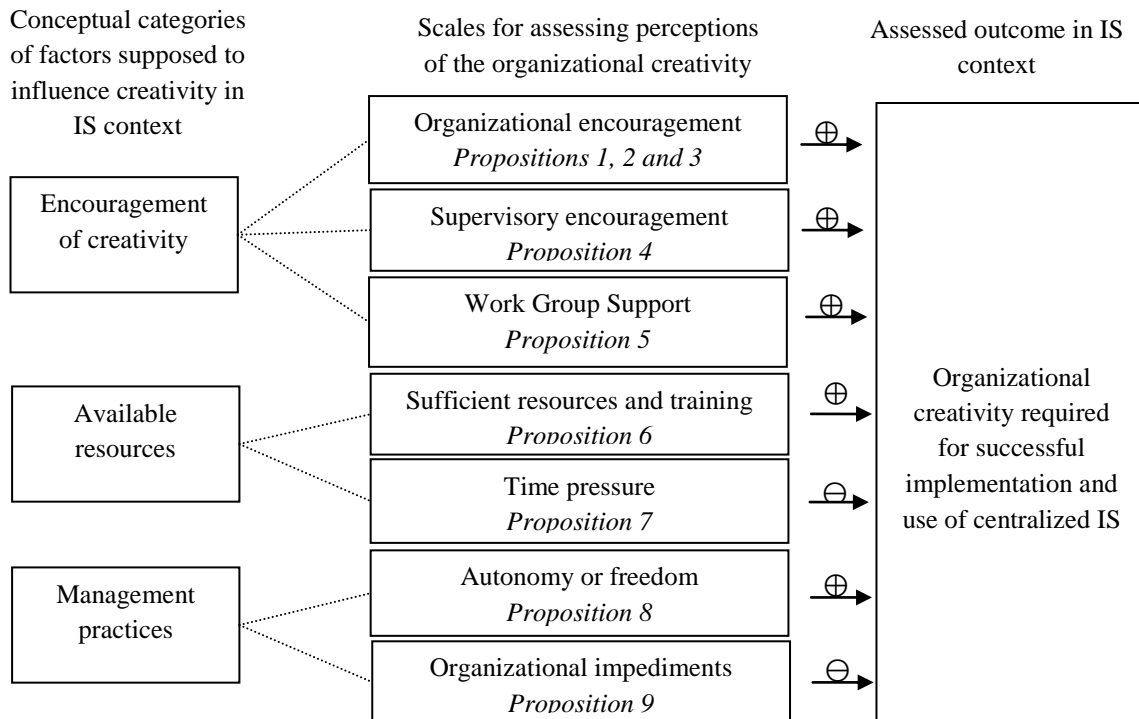 Conceptual categories
of factors supposed to
influence creativity in
IS context
Scales for assessing perceptions
of the organizational creativity
Assessed outcome in IS
context
Encouragement
of creativity
Organizational encouragement
Propositions 1, 2 and 3
Supervisory encouragement
Proposition 4
Work Group Support
Proposition 5
Available
resources
Sufficient resources and training
Proposition 6
Time pressure
Proposition 7
Management
practices
Autonomy or freedom
Proposition 8
Organizational impediments
Proposition 9
⊕
⊕
⊕
⊕
⊖
⊕
⊖
Organizational
creativity required
for successful
implementation and
use of centralized IS